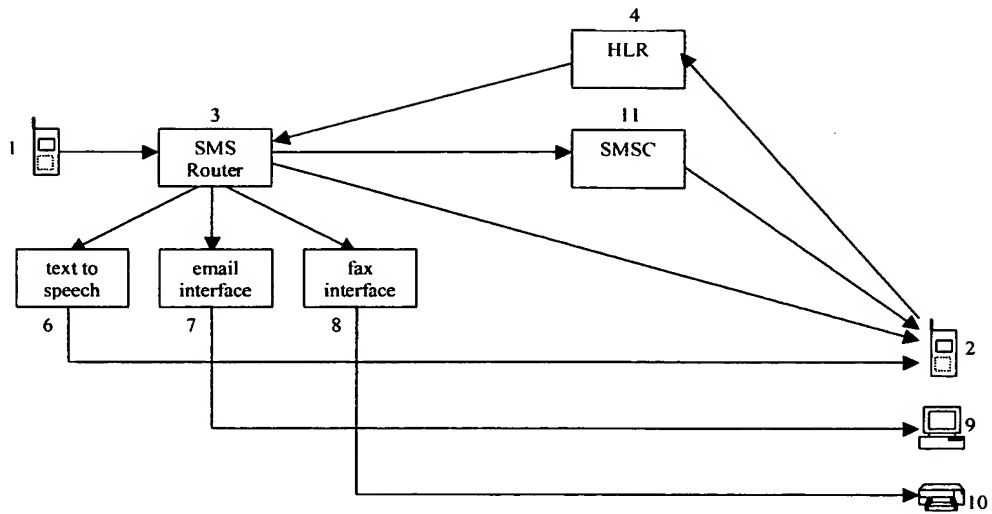 4
HLR
3
11
1
SMS
Router
SMSC
text to
speech
email
interface
fax
interface
6
7
8
2
9
10